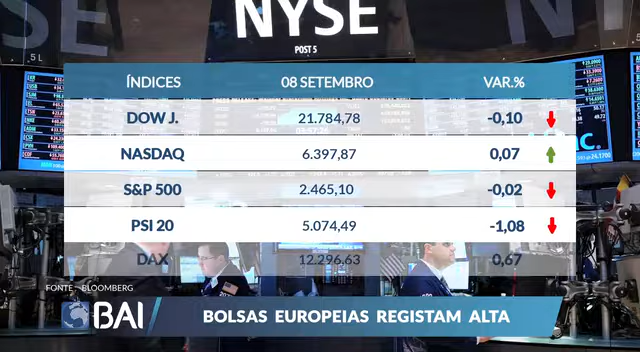 NYSE
POST 5
ÍNDICES 08 SETEMBRO VAR.%
DOW J. 21.784,78 -0,10
NASDAQ 6.397,87 0,07
S&P 500 2.465,10 -0,02
PSI 20 5.074,49 -1,08
DAX 12.296,63 0,67
FONTE - BLOOMBERG
BAI BOLSAS EUROPEIAS REGISTAM ALTA